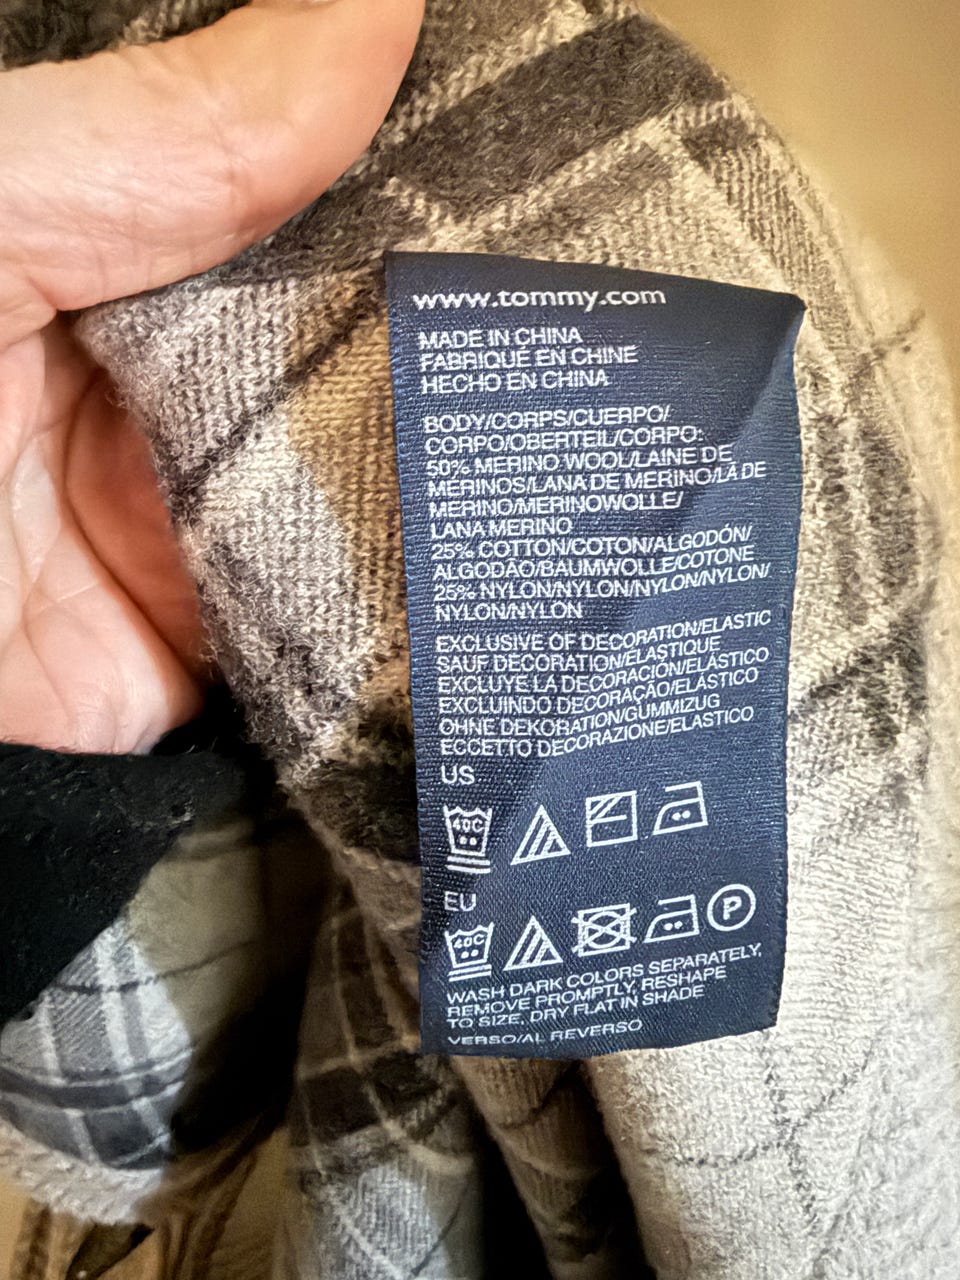 www.tommy.com
MADE IN CHINA
FABRIQUÉ EN CHINE
HECHO EN CHINA
BODY/CORPS/CUERPO/
CORPO/OBERTEIL/CORPO:
50% MERINO WOOL/LAINE DE
MERINOS/LANA DE MERINO/LÃ DE
MERINO/MERINOWOLLE/
LANA MERINO
25% COTTON/COTON/ALGODÓN/
ALGODÃO/BAUMWOLLE/COTONE
25% NYLON/NYLON/NYLON/NYLON/
NYLON/NYLON
EXCLUSIVE OF DECORATION/ELASTIC
SAUF DÉCORATION/ÉLASTIQUE
EXCLUYE LA DECORACIÓN/ELÁSTICO
EXCLUINDO DECORAÇÃO/ELÁSTICO
OHNE DEKORATION/GUMMIZUG
ECCETTO DECORAZIONE/ELASTICO
US
40C
EU
40C P
WASH DARK COLORS SEPARATELY,
REMOVE PROMPTLY, RESHAPE
TO SIZE, DRY FLAT IN SHADE
VERSO/AL REVERSO